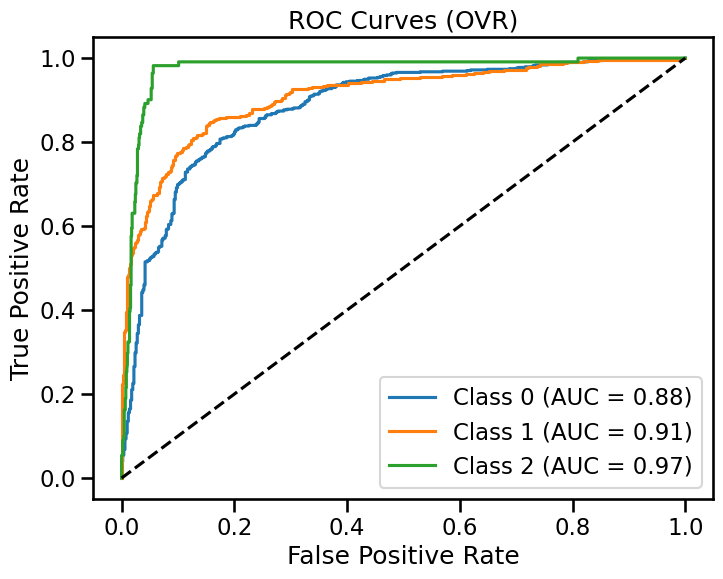 ROC Curves (OVR)
1.0
0.8
0.6
0.4
0.2
0.0
True Positive Rate
Class 0 (AUC = 0.88)
Class 1 (AUC = 0.91)
Class 2 (AUC = 0.97)
0.0 0.2 0.4 0.6 0.8 1.0
False Positive Rate